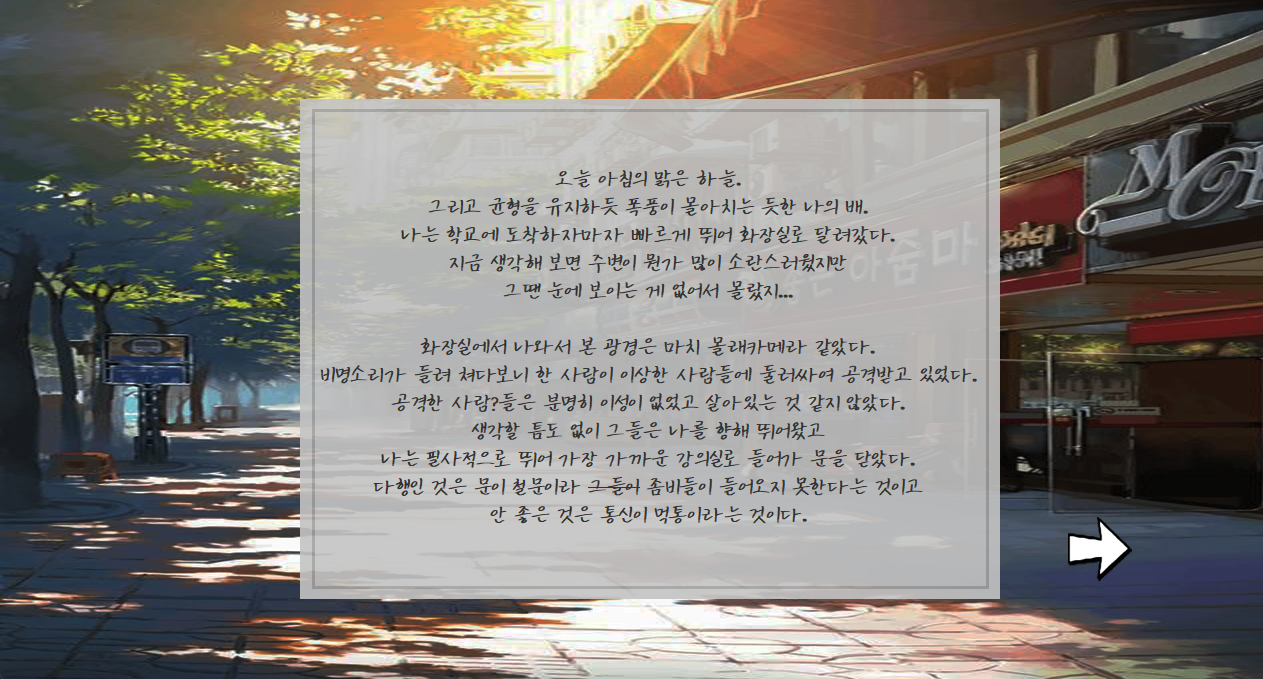 오늘 아침의 맑은 하늘.
그리고 균형을 유지하듯 폭풍이 몰아치는 듯한 나의 배.
나는 학교에 도착하자마자 빠르게 뛰어 화장실로 달려갔다.
지금 생각해 보면 주변이 뭔가 많이 소란스러웠지만
그땐 눈에 보이는 게 없어서 몰랐지...
화장실에서 나와서 본 광경은 마치 몰래카메라 같았다.
비명소리가 들려 쳐다보니 한 사람이 이상한 사람들에 둘러싸여 공격받고 있었다.
공격한 사람?들은 분명히 이성이 없었고 살아있는 것 같지 않았다.
생각할 틈도 없이 그들은 나를 향해 뛰어왔고
나는 필사적으로 뛰어 가장 가까운 강의실로 들어가 문을 닫았다.
다행인 것은 문이 철문이라 그들이 좀비들이 들어오지 못한다는 것이고
안 좋은 것은 통신이 먹통이라는 것이다.
아줌마